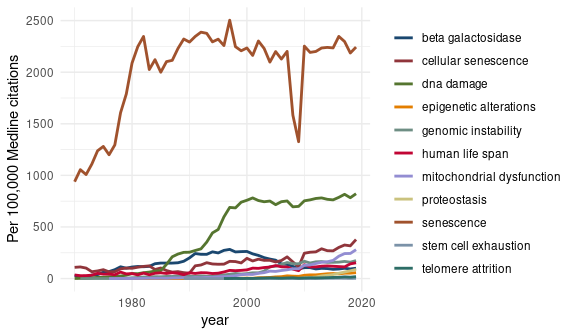 Per 100,000 Medline citations
2500
2000
1500
1000
500
0
1980
2000
2020
year
beta galactosidase
cellular senescence
dna damage
epigenetic alterations
genomic instability
human life span
mitochondrial dysfunction
proteostasis
senescence
stem cell exhaustion
telomere attrition